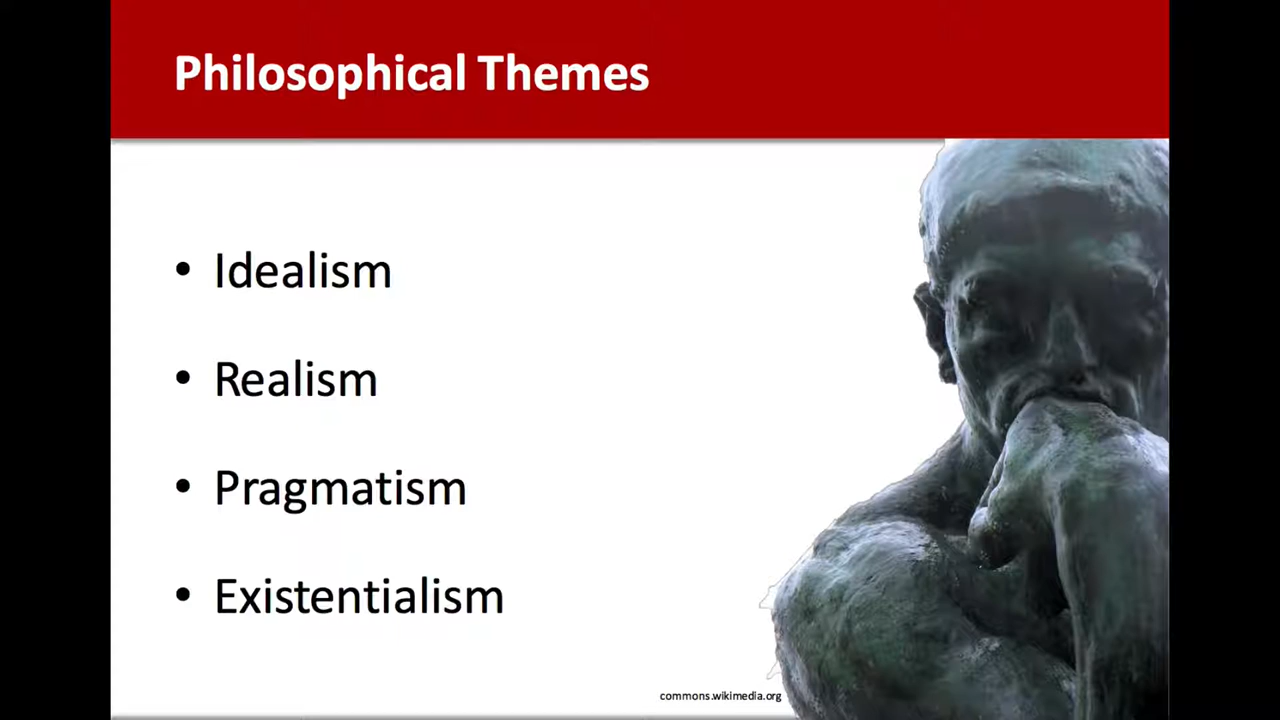 Philosophical Themes
• Idealism
• Realism
• Pragmatism
• Existentialism
commons.wikimedia.org